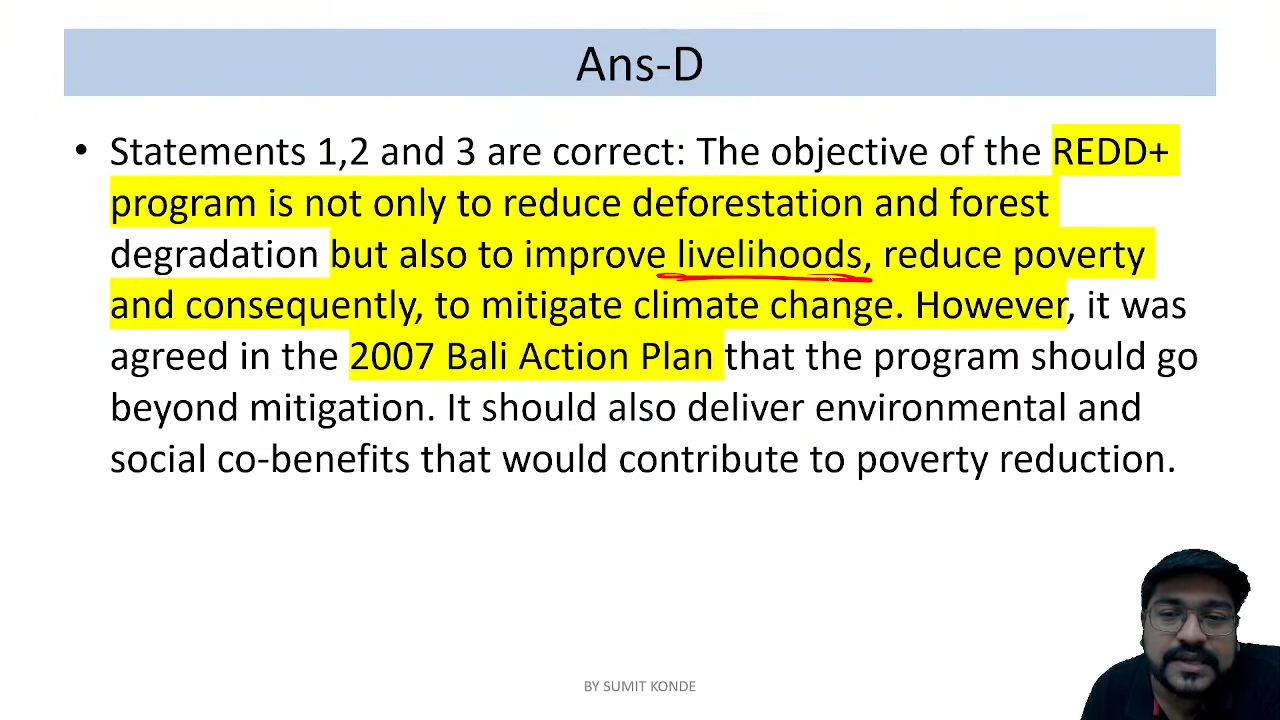 Ans-D
• Statements 1,2 and 3 are correct: The objective of the REDD+
program is not only to reduce deforestation and forest
degradation but also to improve livelihoods, reduce poverty
and consequently, to mitigate climate change. However, it was
agreed in the 2007 Bali Action Plan that the program should go
beyond mitigation. It should also deliver environmental and
social co-benefits that would contribute to poverty reduction.
BY SUMIT KONDE